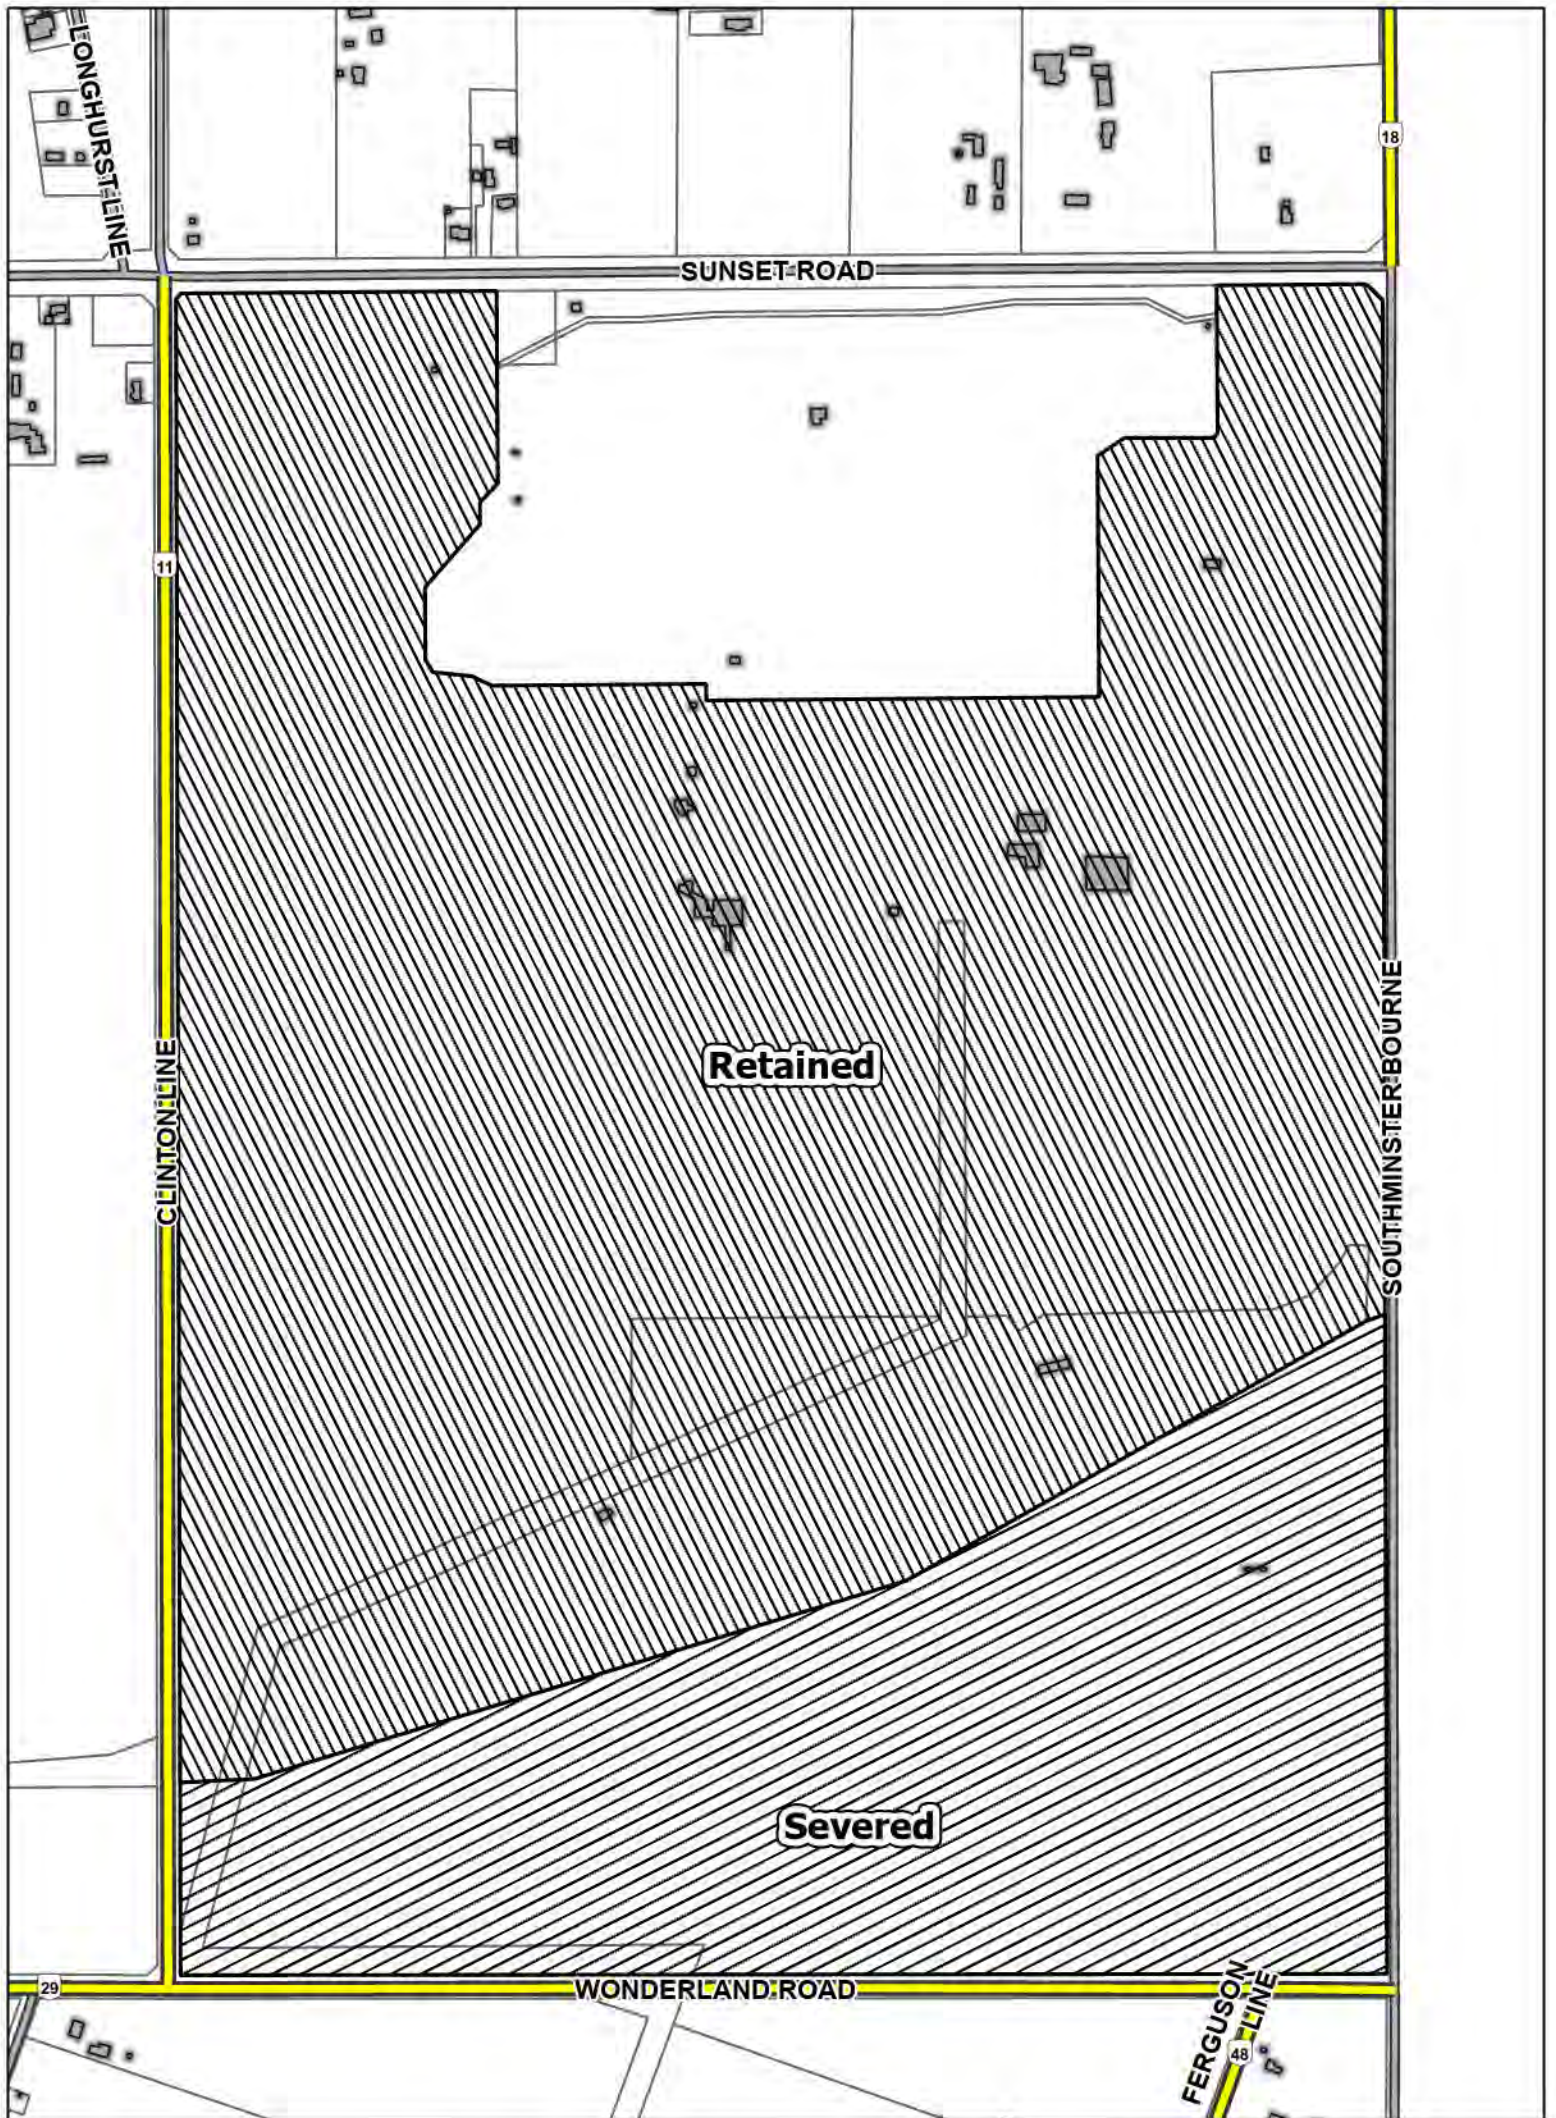 LONGHURST LINE
18
SUNSET ROAD
11
CLINTON LINE
Retained
SOUTHMINSTER BOURNE
Severed
29
WONDERLAND ROAD
FERGUSON
LINE
48